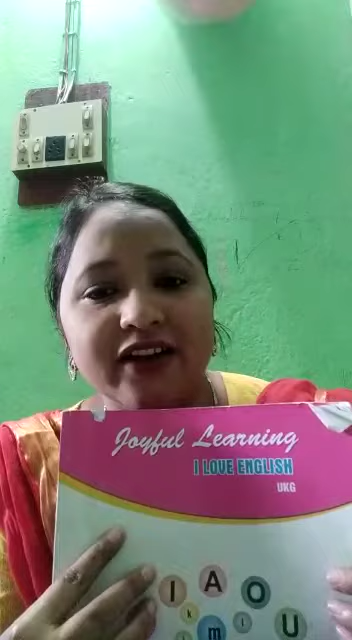 Joyful Learning
I LOVE ENGLISH
UKG
I A O U
k m i